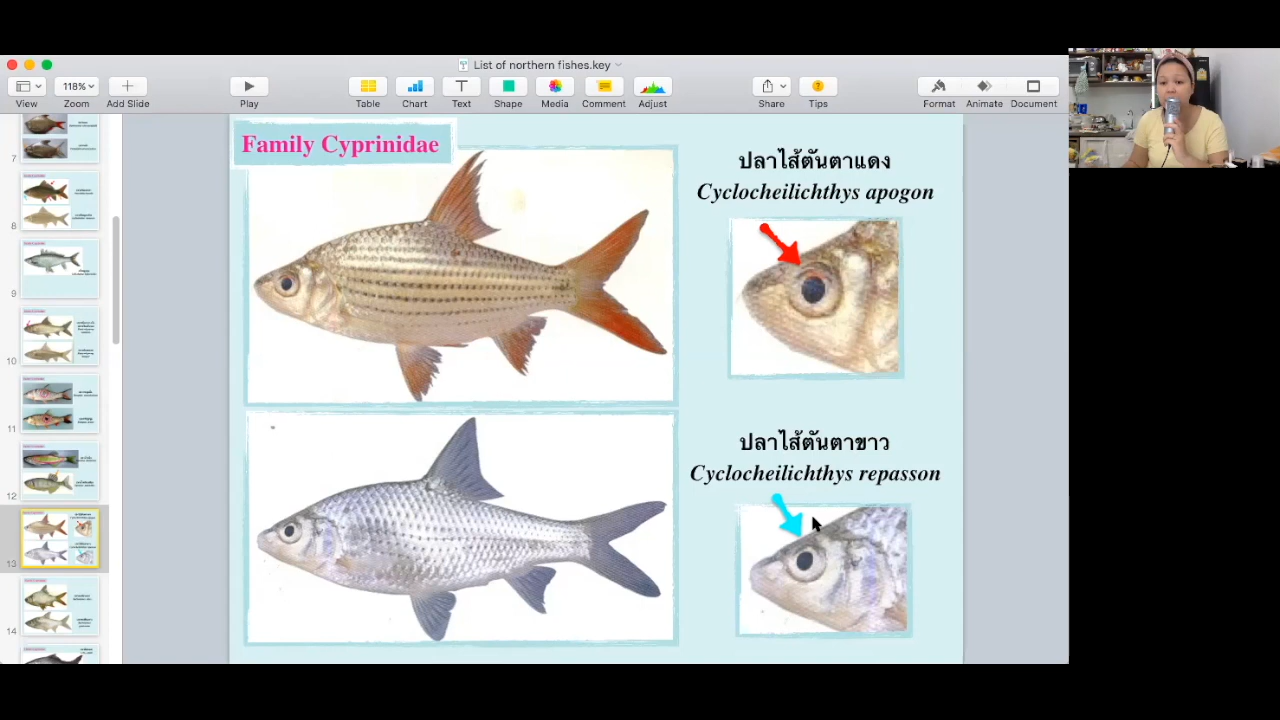 List of northern fishes.key
118%
View
Zoom
Add Slide
Play
Table
Chart
Text
Shape
Media
Comment
Adjust
Share
Tips
Format
Animate
Document
7
8
9
10
11
12
13
14
Family Cyprinidae
ปลาไส้ตันตาแดง
Cyclocheilichthys apogon
ปลาไส้ตันตาขาว
Cyclocheilichthys repasson